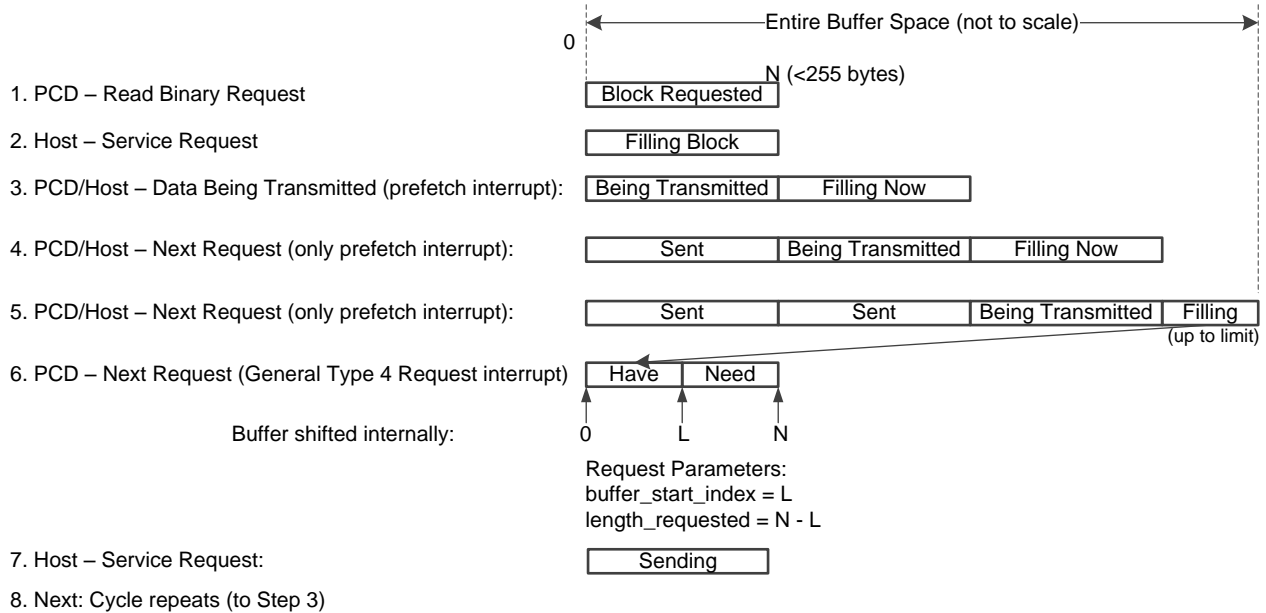 Entire Buffer Space (not to scale)
0
N (<255 bytes)
1. PCD – Read Binary Request
Block Requested
2. Host – Service Request
Filling Block
3. PCD/Host – Data Being Transmitted (prefetch interrupt):
Being Transmitted
Filling Now
4. PCD/Host – Next Request (only prefetch interrupt):
Sent
Being Transmitted
Filling Now
5. PCD/Host – Next Request (only prefetch interrupt):
Sent
Sent
Being Transmitted
Filling
(up to limit)
6. PCD – Next Request (General Type 4 Request interrupt)
Have
Need
Buffer shifted internally:
0
L
N
Request Parameters:
buffer_start_index = L
length_requested = N - L
7. Host – Service Request:
Sending
8. Next: Cycle repeats (to Step 3)